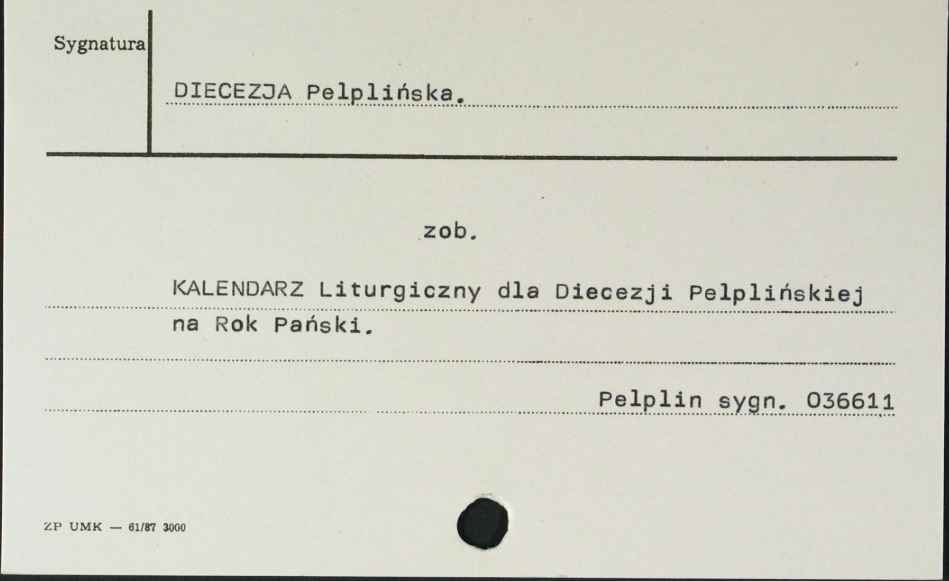 Sygnatura
DIECEZJA Pelplińska.
zob.
KALENDARZ Liturgiczny dla Diecezji Pelplińskiej
na Rok Pański.
Pelplin sygn. 036611
ZP UMK — 61/87 3000